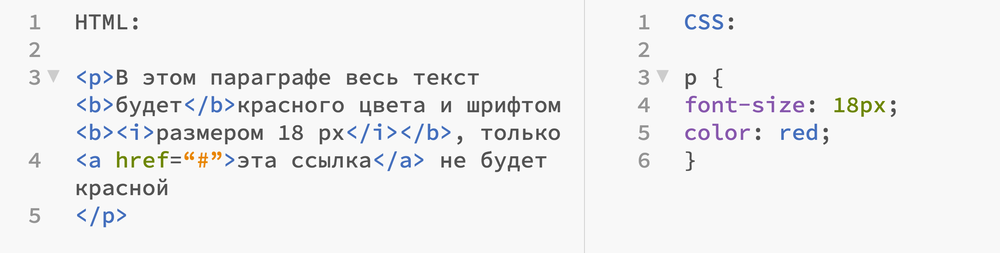 1 HTML:
2
3 <p>В этом параграфе весь текст
<b>будет</b>красного цвета и шрифтом
<b><i>размером 18 px</i></b>, только
4 <a href=“#”>эта ссылка</a> не будет
красной
5 </p>
1 CSS:
2
3 p {
4 font-size: 18px;
5 color: red;
6 }